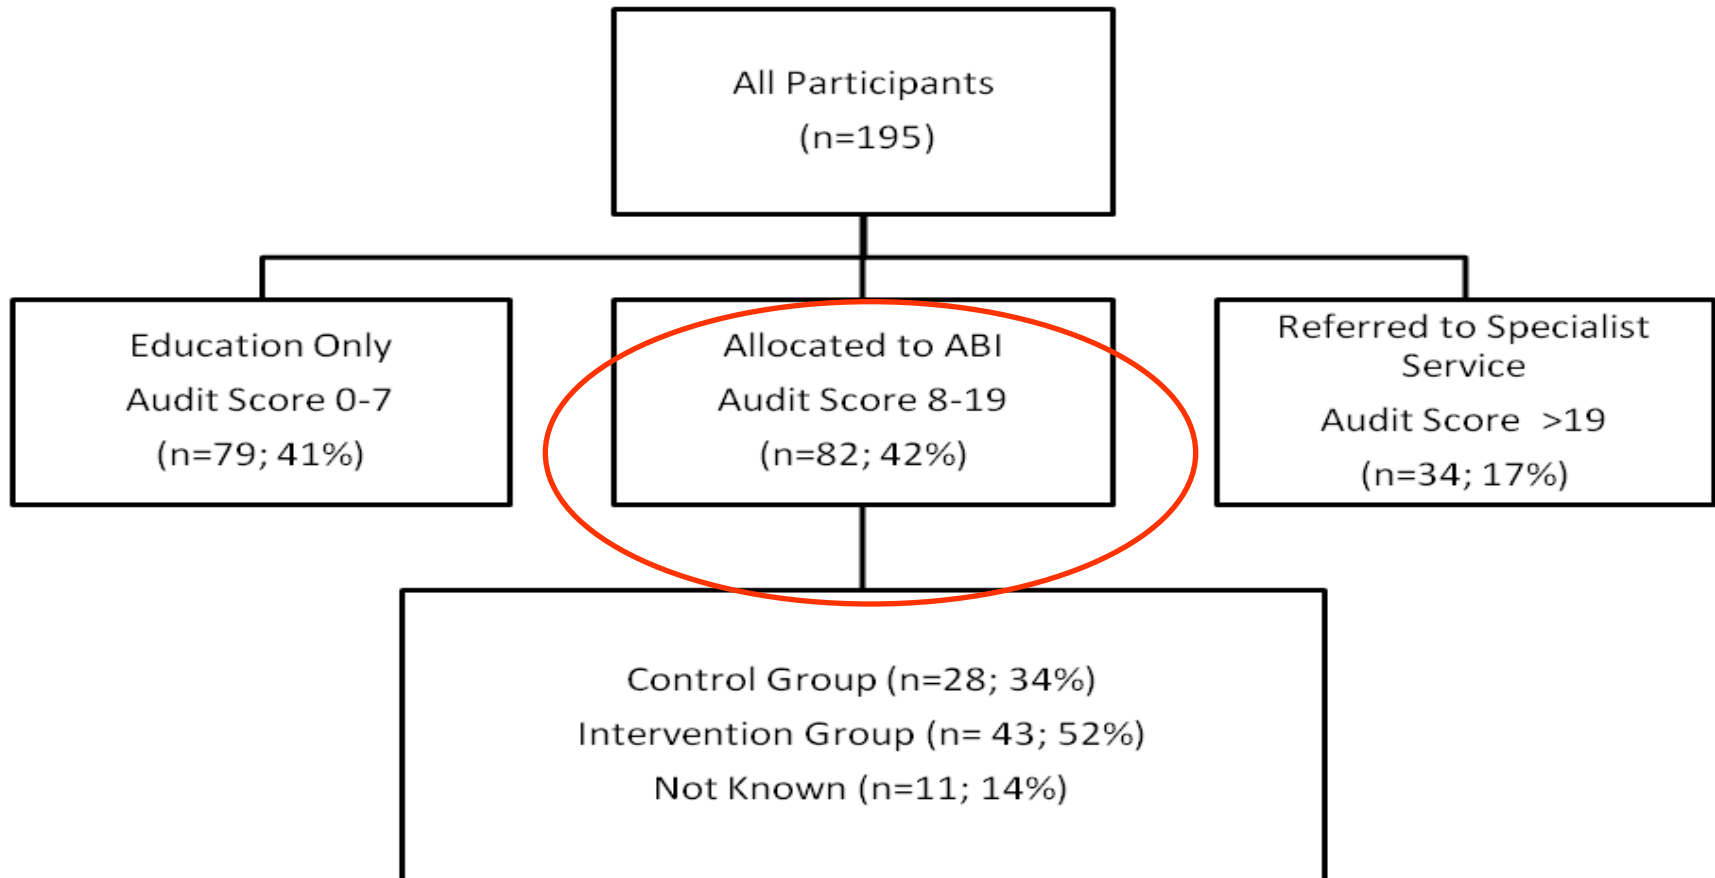 All Participants
(n=195)
Education Only
Audit Score 0-7
(n=79; 41%)
Allocated to ABI
Audit Score 8-19
(n=82; 42%)
Referred to Specialist
Service
Audit Score  >19
(n=34; 17%)
Control Group (n=28; 34%)
Intervention Group (n= 43; 52%)
Not Known (n=11; 14%)